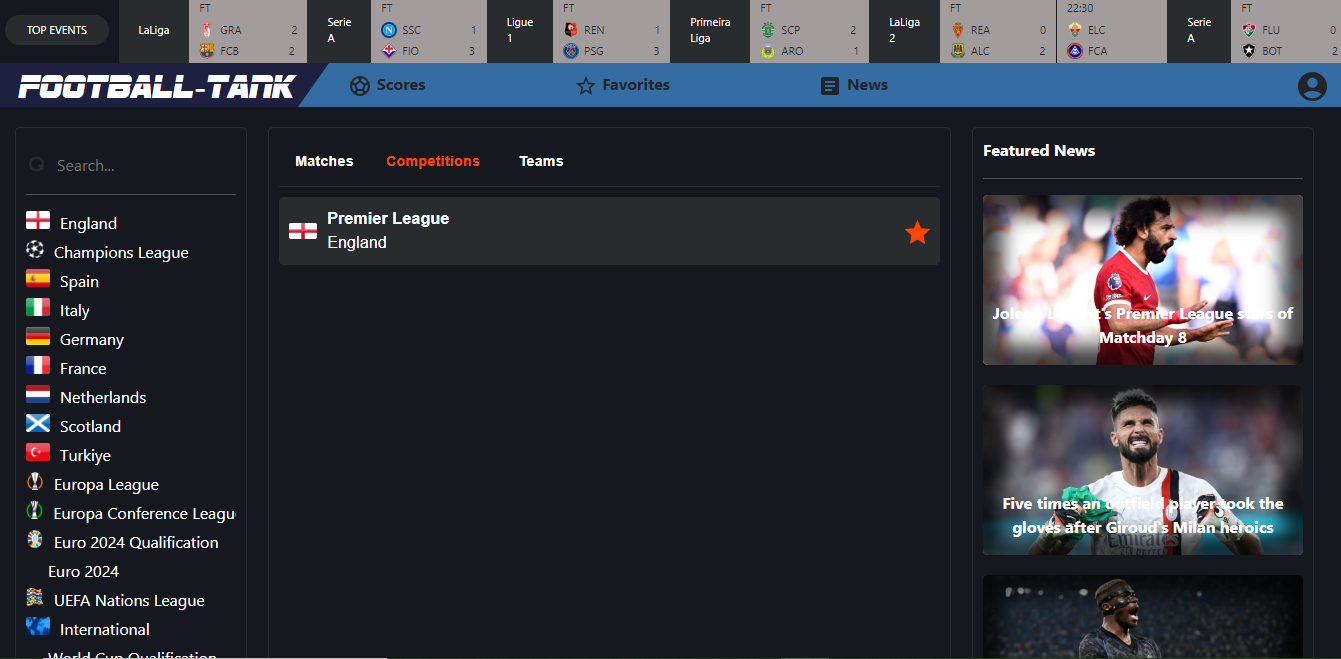 TOP EVENTS
LaLiga
FT
GRA 2
FCB 2
Serie
A
FT
SSC 1
FIO 3
Ligue
1
FT
REN 1
PSG 3
Primeira
Liga
FT
SCP 2
ARO 1
LaLiga
2
FT
REA 0
ALC 2
22:30
ELC
FCA
Serie
A
FT
FLU 0
BOT 2
FOOTBALL-TANK
Scores
Favorites
News
Search...
England
Champions League
Spain
Italy
Germany
France
Netherlands
Scotland
Turkiye
Europa League
Europa Conference Leagu
Euro 2024 Qualification
Euro 2024
UEFA Nations League
International
World Cup Qualification
Matches Competitions Teams
Premier League
England
Featured News
Premier League stars of
Matchday 8
Five times an outfield player took the
gloves after Giroud's Milan heroics